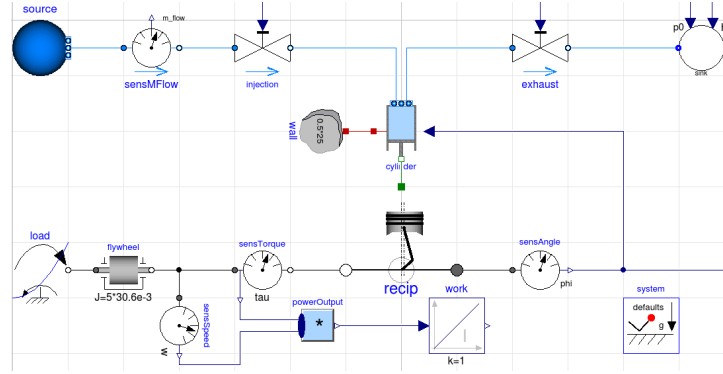 source
m_flow
p0
sensMFlow
injection
exhaust
sink
wall
0.5*25
load
flywheel
sensTorque
sensAngle
J=5*30.6e-3
tau
recip
work
phi
system
powerOutput
defaults
g
sensSpeed
*
I
w
k=1